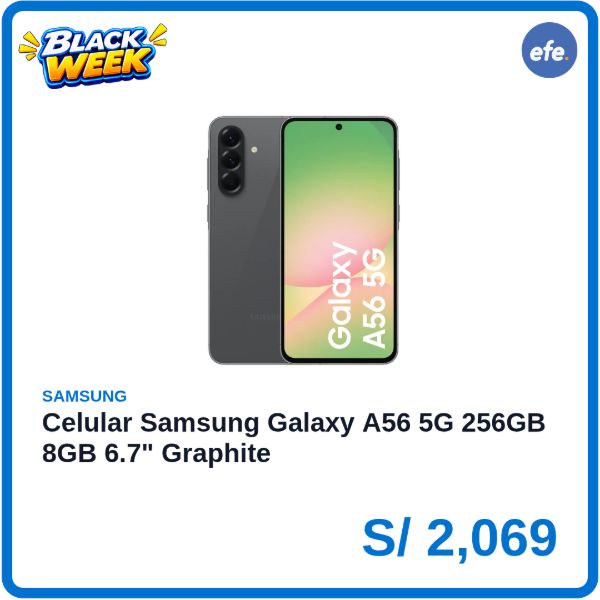 BLACK
WEEK
efe.
Galaxy
A56 5G
SAMSUNG
SAMSUNG
Celular Samsung Galaxy A56 5G 256GB
8GB 6.7" Graphite
S/ 2,069